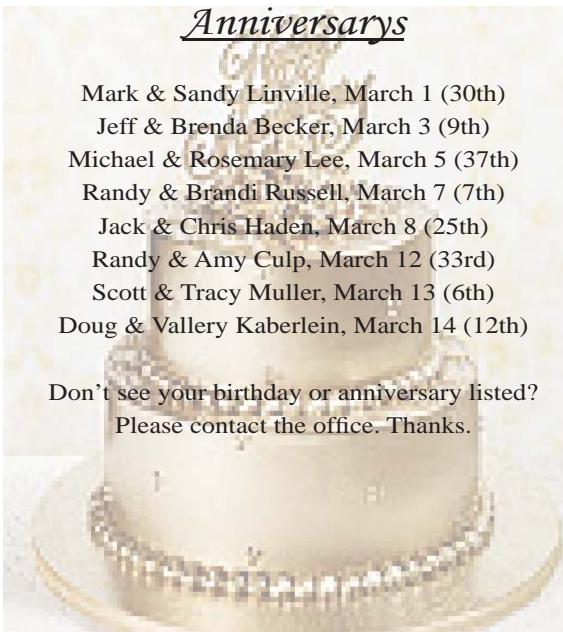 Anniversarys
Mark & Sandy Linville, March 1 (30th)
Jeff & Brenda Becker, March 3 (9th)
Michael & Rosemary Lee, March 5 (37th)
Randy & Brandi Russell, March 7 (7th)
Jack & Chris Haden, March 8 (25th)
Randy & Amy Culp, March 12 (33rd)
Scott & Tracy Muller, March 13 (6th)
Doug & Vallery Kaberlein, March 14 (12th)
Don’t see your birthday or anniversary listed?
Please contact the office. Thanks.